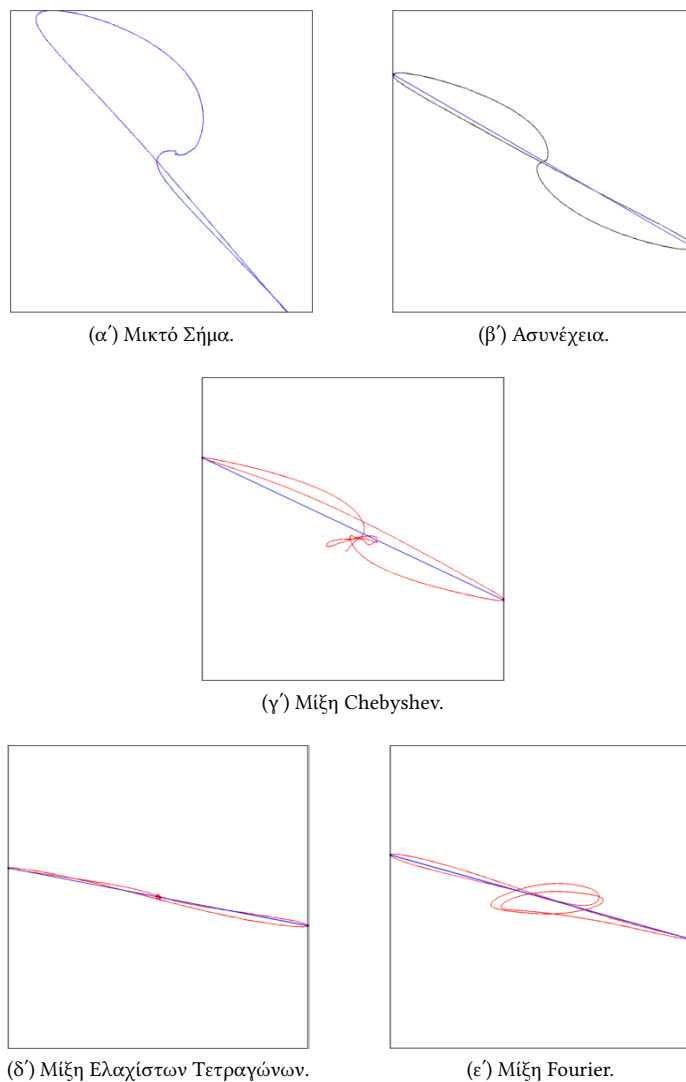 (α′) Μικτό Σήμα.
(β′) Ασυνέχεια.
(γ′) Μίξη Chebyshev.
(δ′) Μίξη Ελαχίστων Τετραγώνων.
(ε′) Μίξη Fourier.